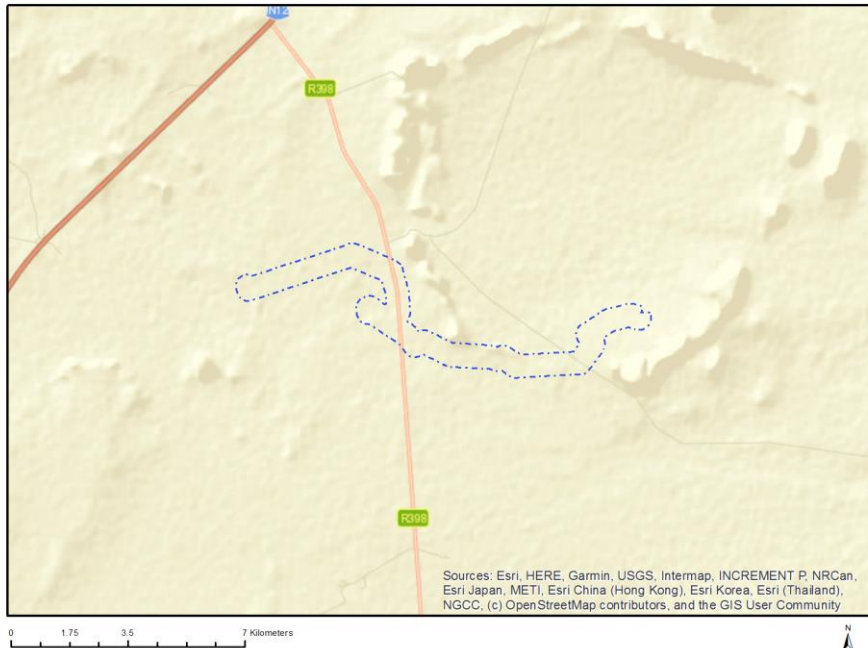 N12
R398
R398
Sources: Esri, HERE, Garmin, USGS, Intermap, INCREMENT P, NRCan,
Esri Japan, METI, Esri China (Hong Kong), Esri Korea, Esri (Thailand),
NGCC, (c) OpenStreetMap contributors, and the GIS User Community
0 1.75 3.5 7 Kilometers
N